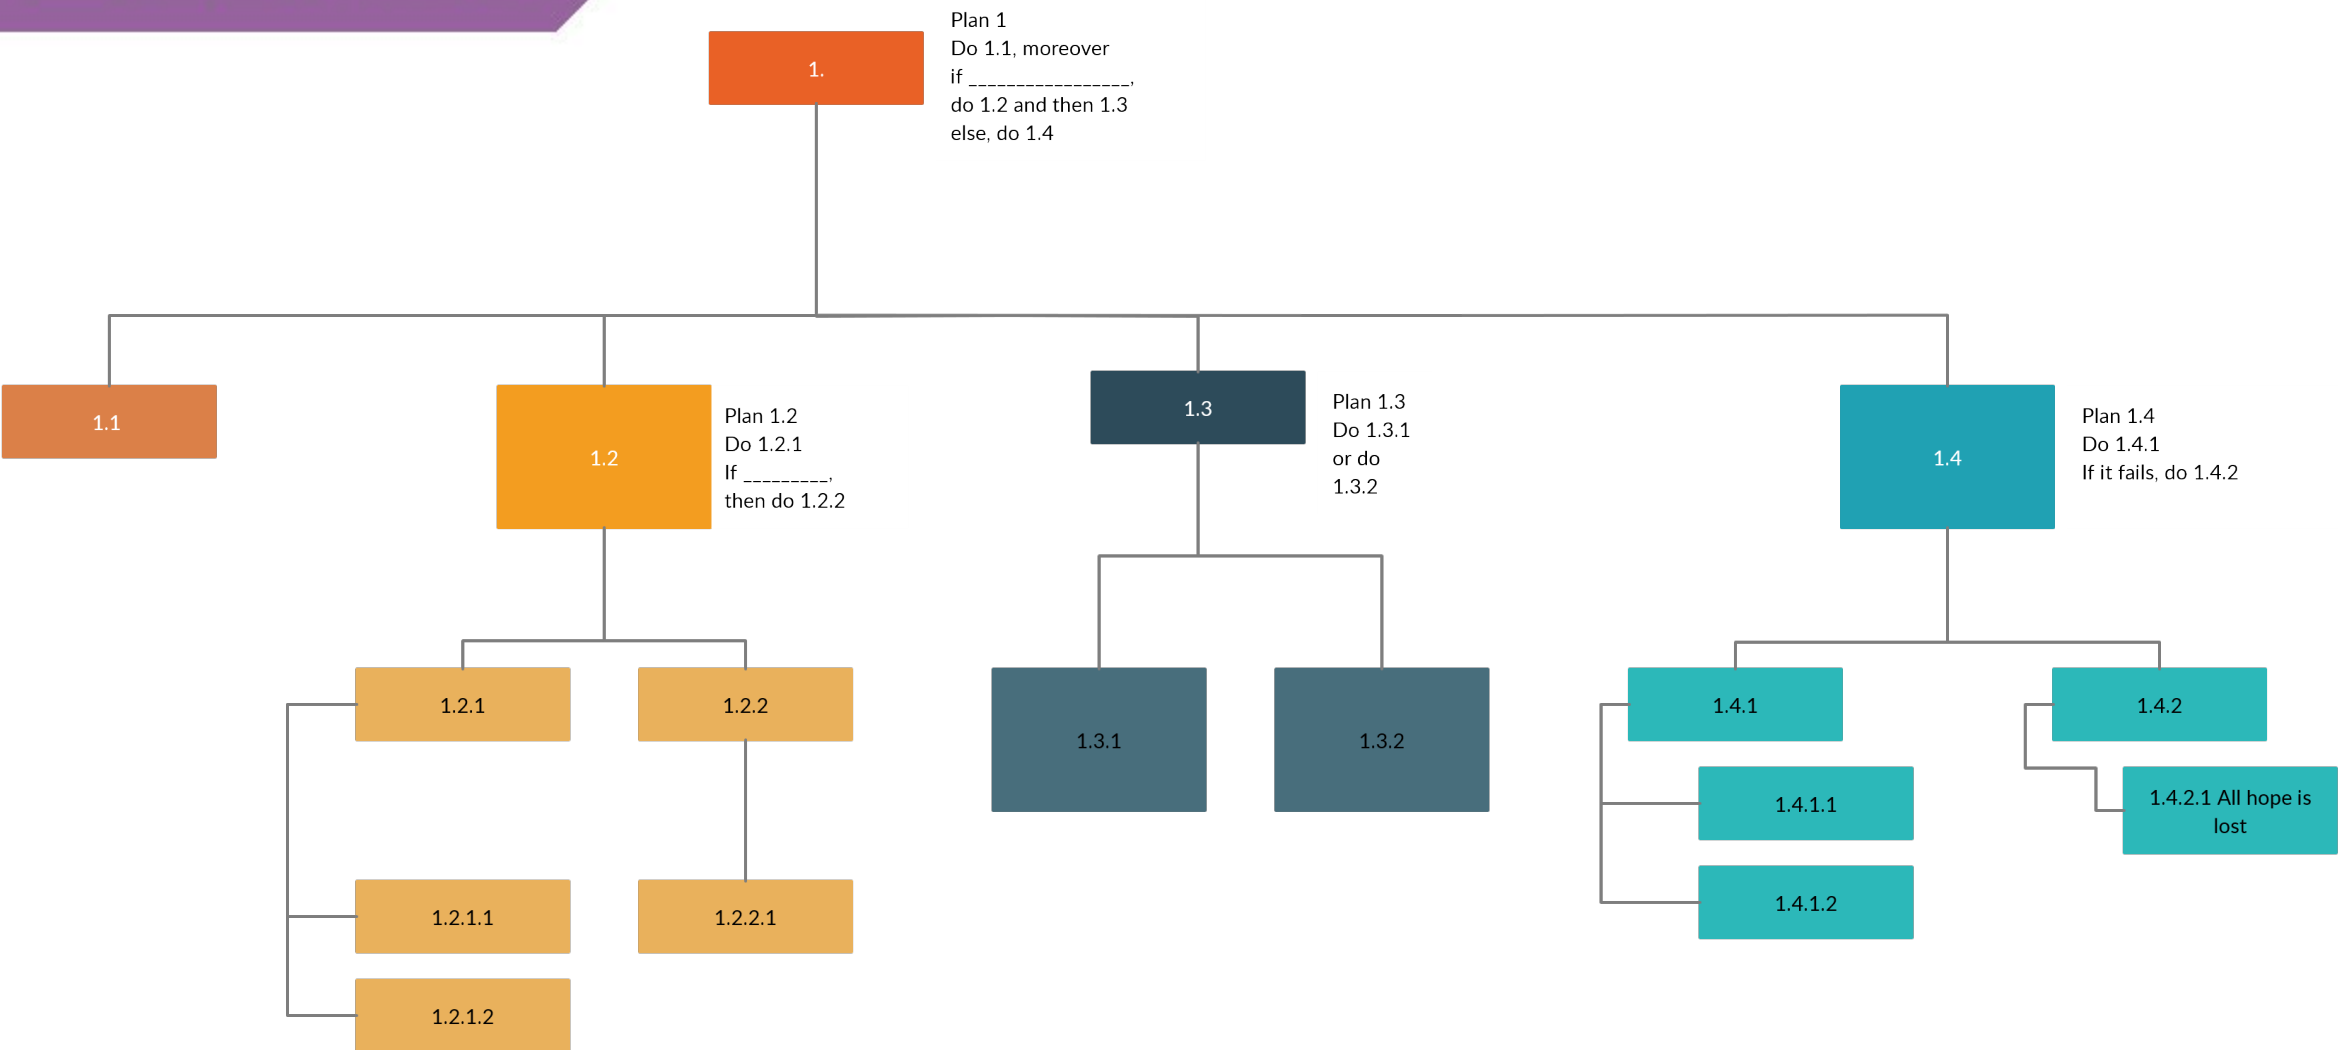 Plan 1
Do 1.1, moreover
if _________________,
do 1.2 and then 1.3
else, do 1.4
1.
1.1
1.2
Plan 1.2
Do 1.2.1
If _________,
then do 1.2.2
1.3
Plan 1.3
Do 1.3.1
or do
1.3.2
1.4
Plan 1.4
Do 1.4.1
If it fails, do 1.4.2
1.2.1
1.2.2
1.3.1
1.3.2
1.4.1
1.4.2
1.4.1.1
1.4.2.1 All hope is
lost
1.4.1.2
1.2.1.1
1.2.2.1
1.2.1.2